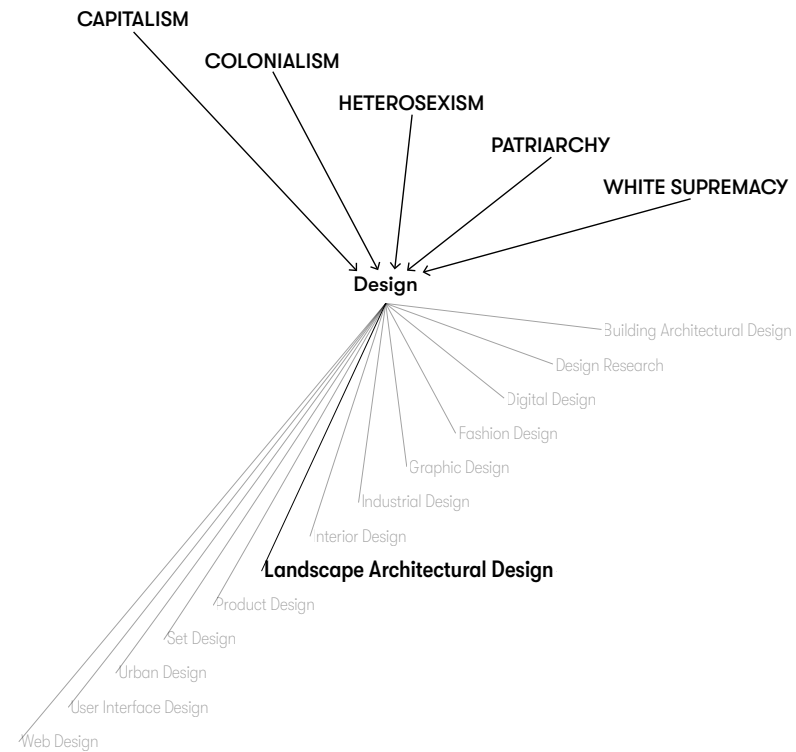 CAPITALISM
COLONIALISM
HETEROSEXISM
PATRIARCHY
WHITE SUPREMACY
Design
Building Architectural Design
Design Research
Digital Design
Fashion Design
Graphic Design
Industrial Design
Interior Design
Landscape Architectural Design
Product Design
Set Design
Urban Design
User Interface Design
Web Design